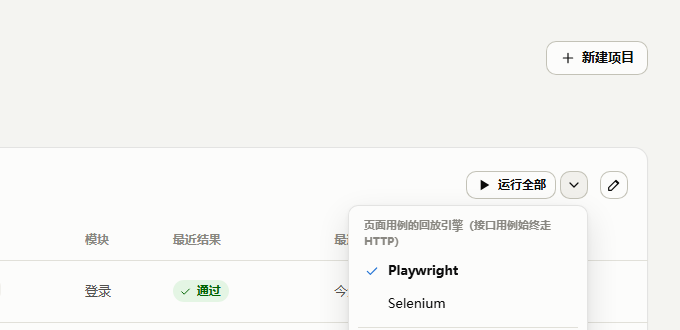 新建项目
运行全部
页面用例的回放引擎（接口用例始终走
HTTP）
模块
最近结果
最
Playwright
登录
通过
今
Selenium